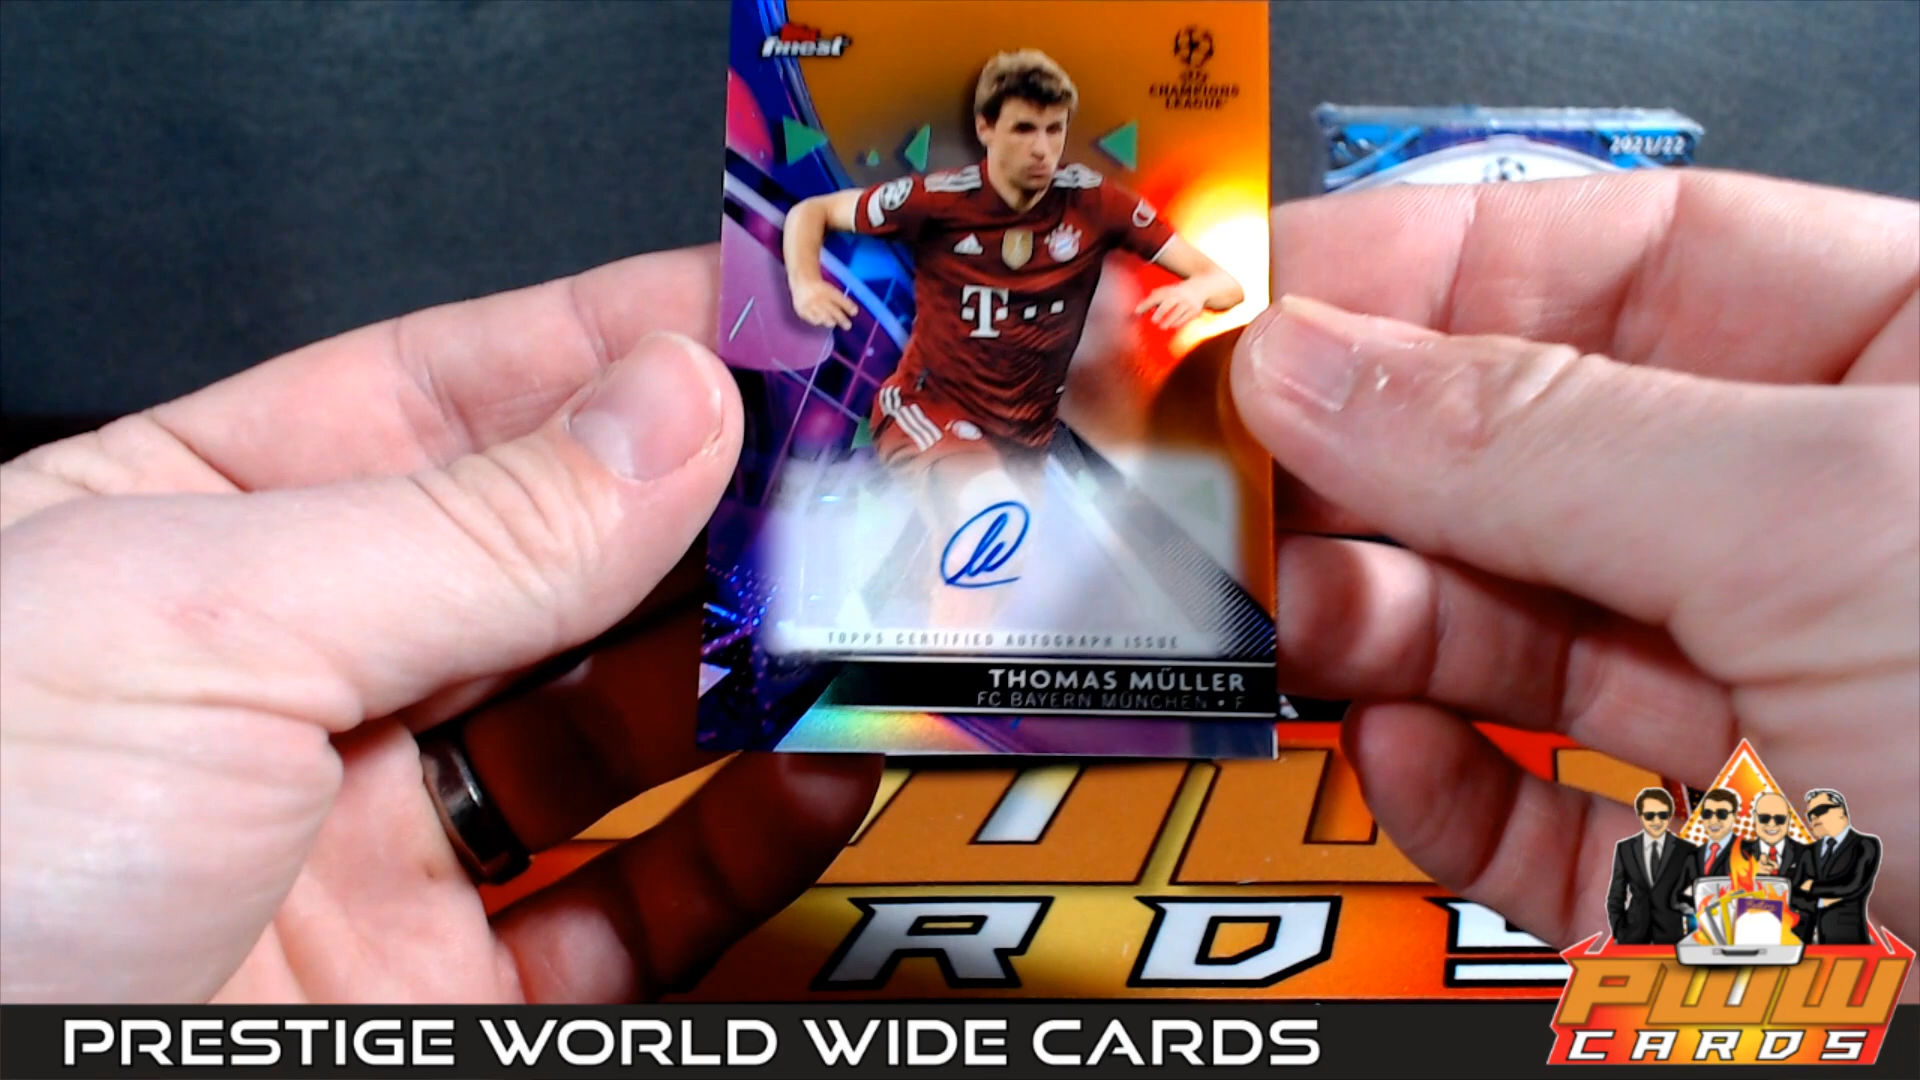 finest
CHAMPIONS
LEAGUE
2021/22
T
TOPPS CERTIFIED AUTOGRAPH ISSUE
THOMAS MÜLLER
FC BAYERN MÜNCHEN • F
RDS
PRESTIGE WORLD WIDE CARDS
PWW
CARDS